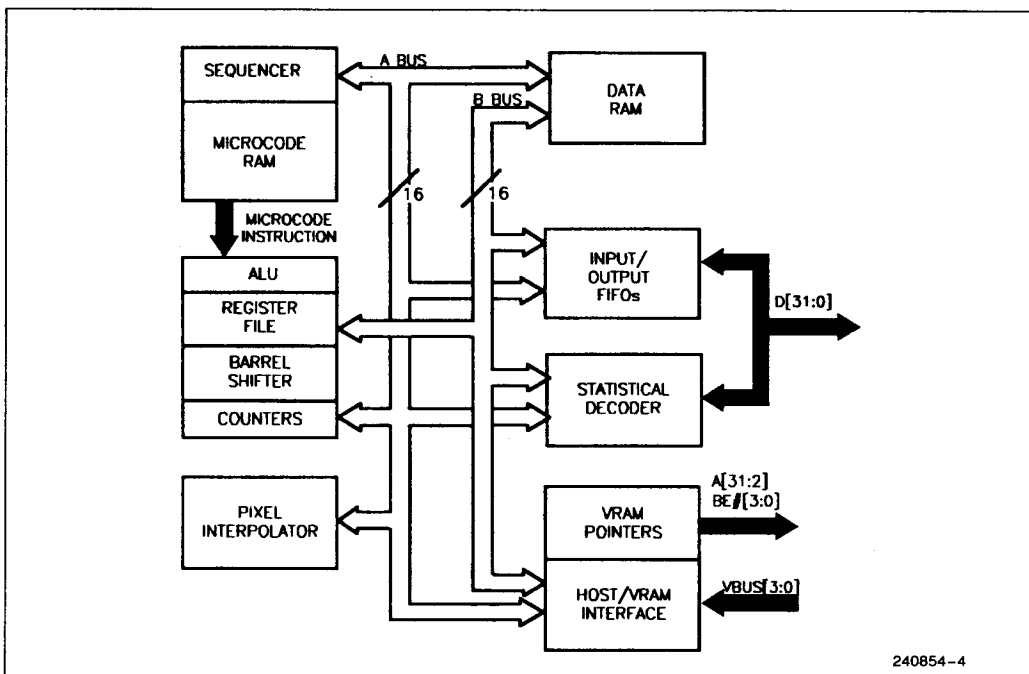 SEQUENCER
MICROCODE
RAM
MICROCODE
INSTRUCTION
ALU
REGISTER
FILE
BARREL
SHIFTER
COUNTERS
PIXEL
INTERPOLATOR
A BUS
B BUS
16
16
DATA
RAM
INPUT/
OUTPUT
FIFOs
D[31:0]
STATISTICAL
DECODER
A[31:2]
BE#[3:0]
VRAM
POINTERS
HOST/VRAM
INTERFACE
VBUS[3:0]
240854-4